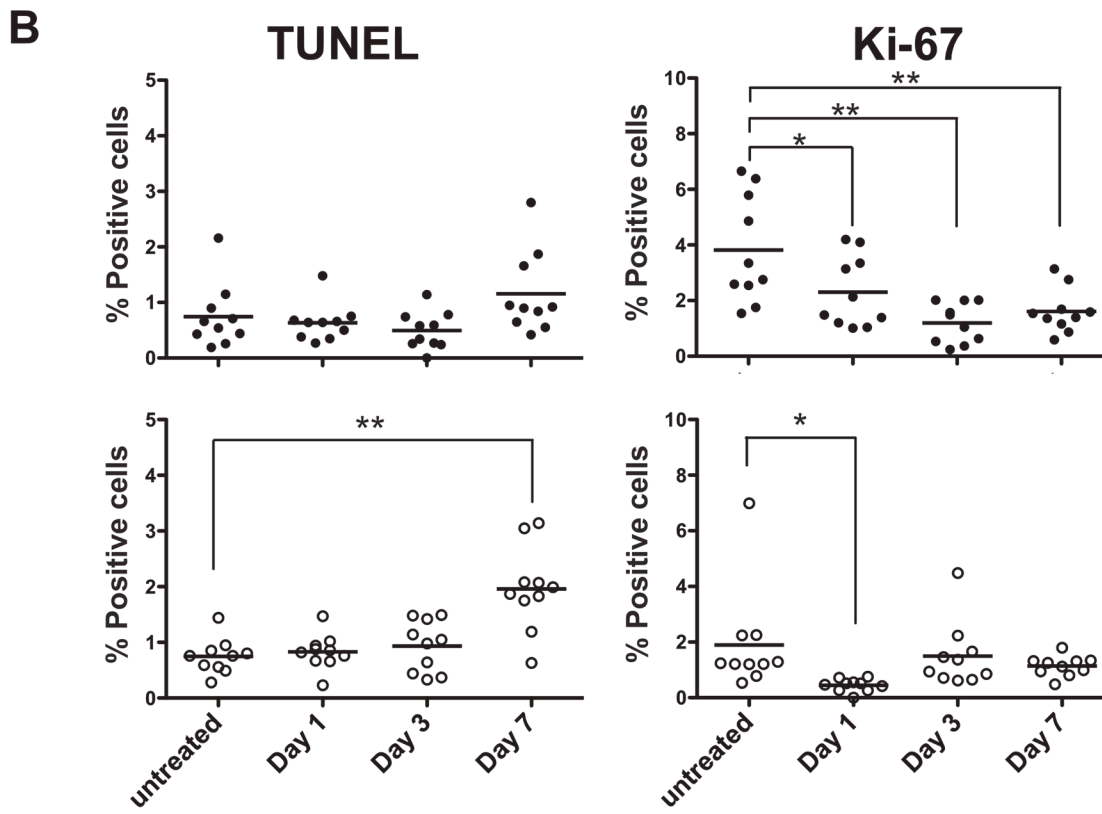 B
TUNEL
Ki-67
% Positive cells
5
4
3
2
1
0
% Positive cells
10
8
6
4
2
0
*
**
**
% Positive cells
5
4
3
2
1
0
**
untreated
Day 1
Day 3
Day 7
% Positive cells
10
8
6
4
2
0
*
untreated
Day 1
Day 3
Day 7